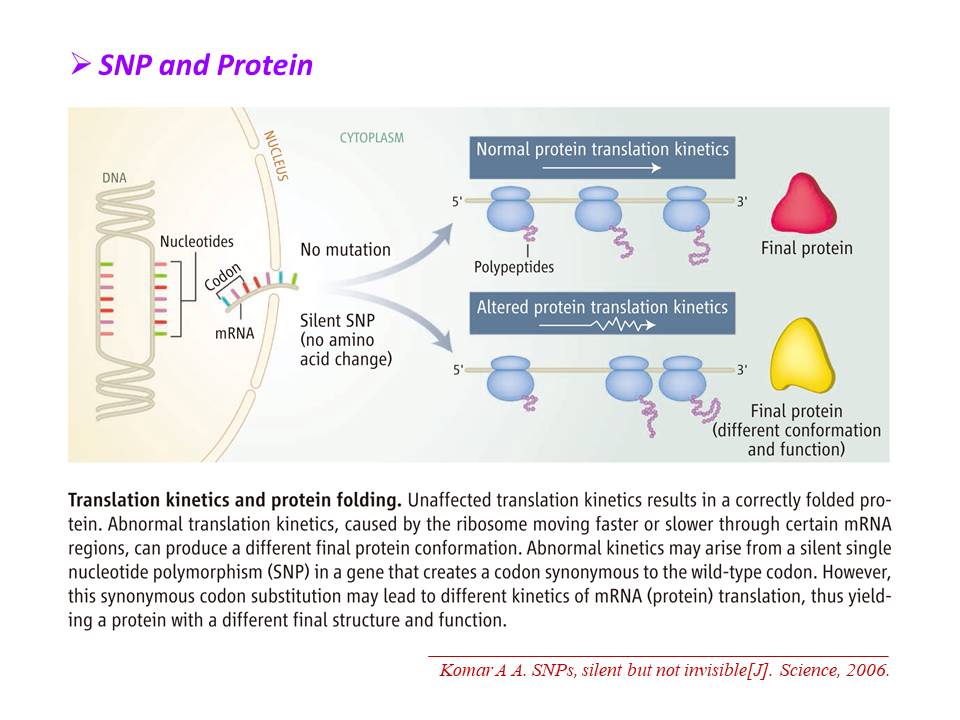 SNP and Protein
CYTOPLASM
NUCLEUS
DNA
Nucleotides
Codon
mRNA
No mutation
Silent SNP
(no amino
acid change)
Normal protein translation kinetics
5'
3'
Polypeptides
Final protein
Altered protein translation kinetics
5'
3'
Final protein
(different conformation
and function)
Translation kinetics and protein folding. Unaffected translation kinetics results in a correctly folded pro-
tein. Abnormal translation kinetics, caused by the ribosome moving faster or slower through certain mRNA
regions, can produce a different final protein conformation. Abnormal kinetics may arise from a silent single
nucleotide polymorphism (SNP) in a gene that creates a codon synonymous to the wild-type codon. However,
this synonymous codon substitution may lead to different kinetics of mRNA (protein) translation, thus yield-
ing a protein with a different final structure and function.
Komar A A. SNPs, silent but not invisible[J]. Science, 2006.